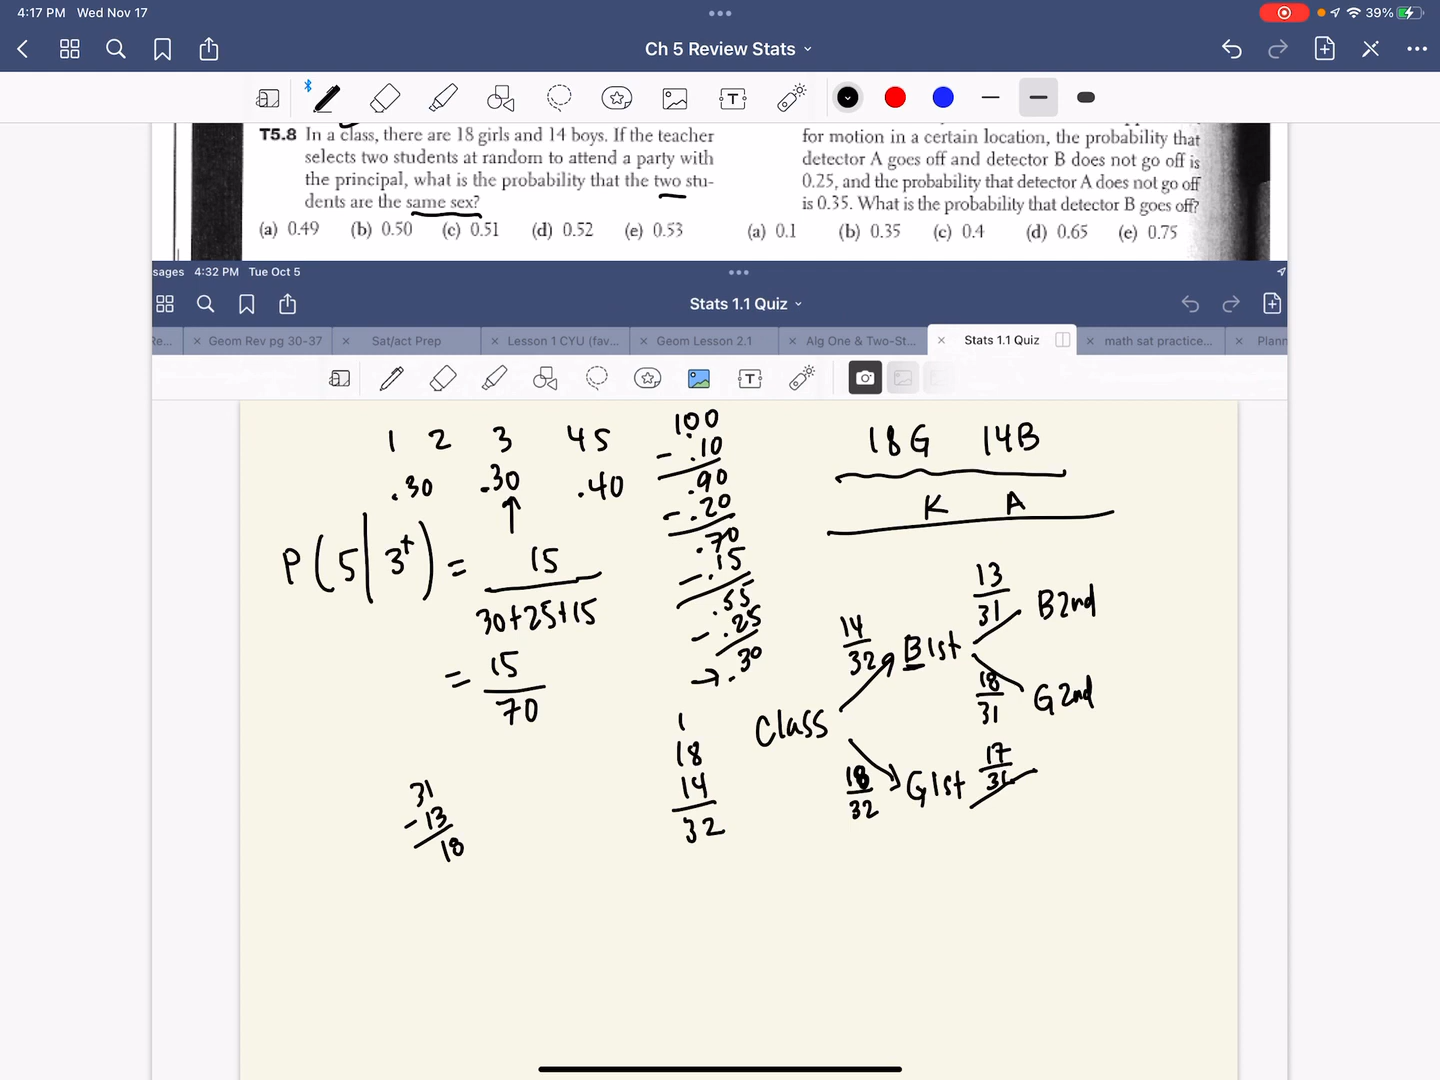 4:17 PM Wed Nov 17
39%
Ch 5 Review Stats
T5.8 In a class, there are 18 girls and 14 boys. If the teacher
selects two students at random to attend a party with
the principal, what is the probability that the two stu-
dents are the same sex?
(a) 0.49 (b) 0.50 (c) 0.51 (d) 0.52 (e) 0.53
for motion in a certain location, the probability that
detector A goes off and detector B does not go off is
0.25, and the probability that detector A does not go off
is 0.35. What is the probability that detector B goes off?
(a) 0.1 (b) 0.35 (c) 0.4 (d) 0.65 (e) 0.75
sages 4:32 PM Tue Oct 5
Stats 1.1 Quiz
Re... × Geom Rev pg 30-37 × Sat/act Prep × Lesson 1 CYU (fav... × Geom Lesson 2.1 × Alg One & Two-St... × Stats 1.1 Quiz × math sat practice... × Plann
1 2 3 4 5
.30 .30 .40
P(5|3+) = 15
30+25+15
= 15
70
31
-13
18
100
- .10
.90
- .20
.70
- .15
.55
- .25
→ .30
1
18
14
32
18G 14B
K A
Class
14
32
B1st
13
31
B2nd
18
31
G2nd
18
32
G1st
17
31